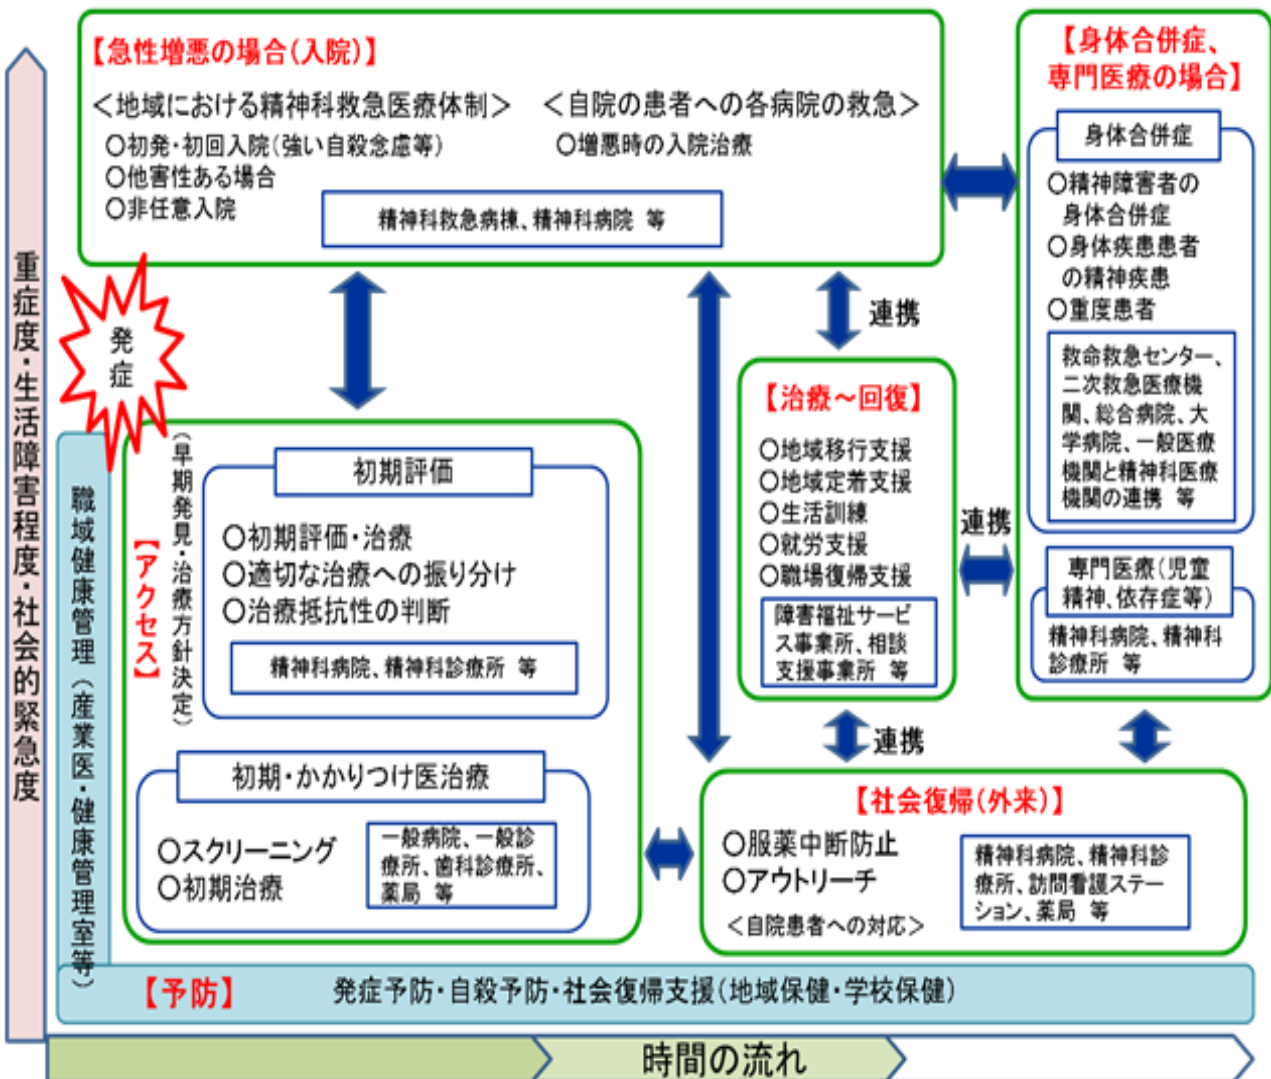 【急性増悪の場合(入院)】
＜地域における精神科救急医療体制＞
〇初発・初回入院(強い自殺念慮等)
〇他害性ある場合
〇非任意入院
＜自院の患者への各病院の救急＞
〇増悪時の入院治療
精神科救急病棟、精神科病院 等
【身体合併症、
専門医療の場合】
身体合併症
〇精神障害者の
身体合併症
〇身体疾患患者
の精神疾患
〇重度患者
救命救急センター、
二次救急医療機
関、総合病院、大
学病院、一般医療
機関と精神科医療
機関の連携 等
専門医療(児童
精神、依存症等)
精神科病院、精神科
診療所 等
重症度・生活障害程度・社会的緊急度
発症
連携
【治療～回復】
〇地域移行支援
〇地域定着支援
〇生活訓練
〇就労支援
〇職場復帰支援
障害福祉サービ
ス事業所、相談
支援事業所 等
連携
連携
職域健康管理(産業医・健康管理室等)
【アクセス】
(早期発見・治療方針決定)
初期評価
〇初期評価・治療
〇適切な治療への振り分け
〇治療抵抗性の判断
精神科病院、精神科診療所 等
初期・かかりつけ医治療
〇スクリーニング
〇初期治療
一般病院、一般診
療所、歯科診療所、
薬局 等
【社会復帰(外来)】
〇服薬中断防止
〇アウトリーチ
＜自院患者への対応＞
精神科病院、精神科診
療所、訪問看護ステー
ション、薬局 等
【予防】 発症予防・自殺予防・社会復帰支援(地域保健・学校保健)
時間の流れ